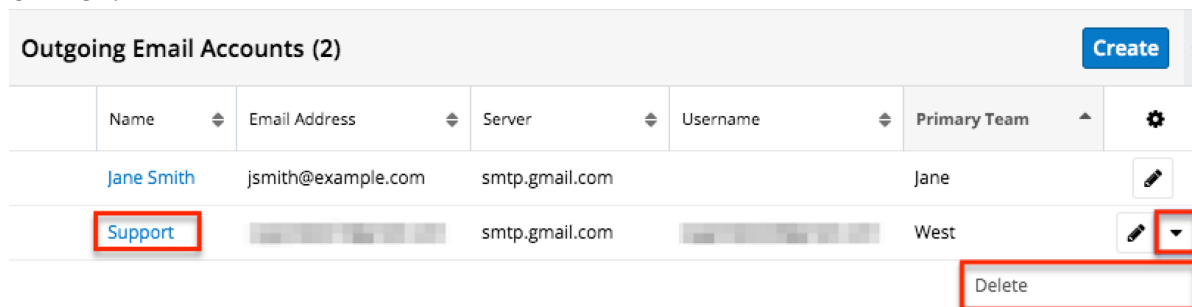 Outgoing Email Accounts (2) Create
Name Email Address Server Username Primary Team
Jane Smith jsmith@example.com smtp.gmail.com Jane
Support smtp.gmail.com West
Delete